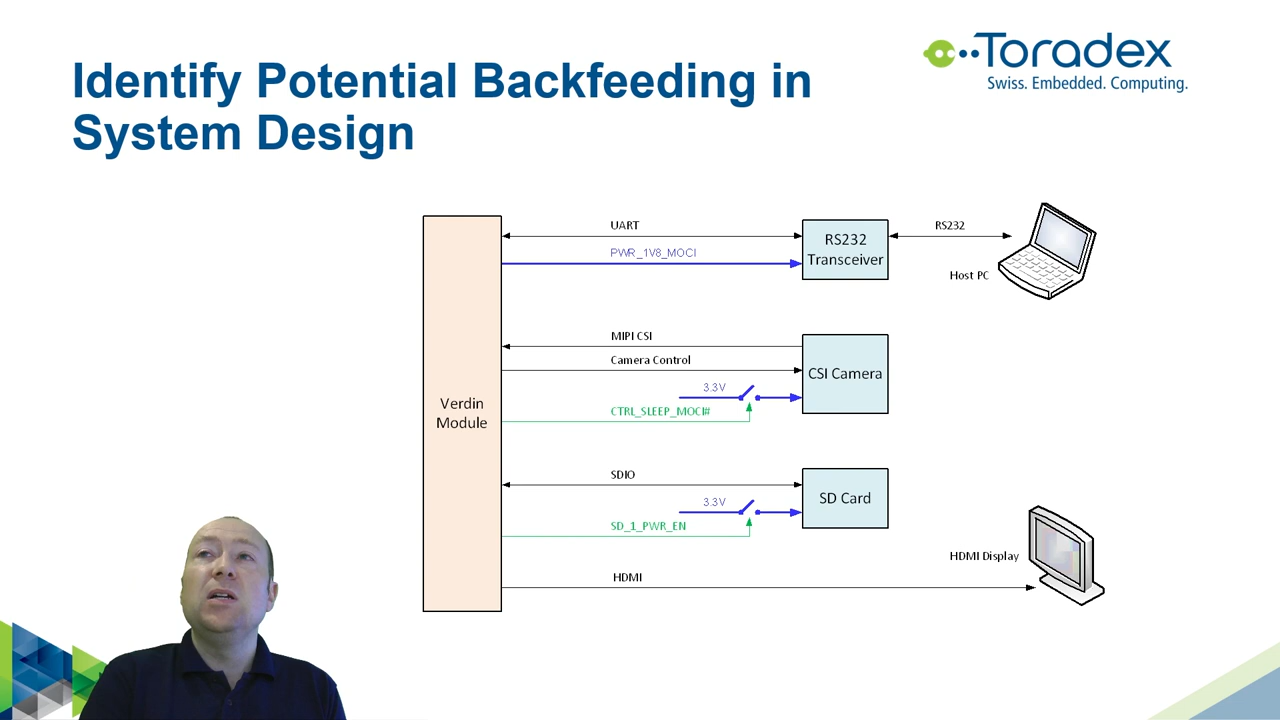 Identify Potential Backfeeding in
System Design
Toradex
Swiss. Embedded. Computing.
UART
PWR_1V8_MOCI
RS232
Transceiver
RS232
Host PC
MIPI CSI
Camera Control
3.3V
CTRL_SLEEP_MOCI#
CSI Camera
Verdin
Module
SDIO
3.3V
SD_1_PWR_EN
SD Card
HDMI Display
HDMI